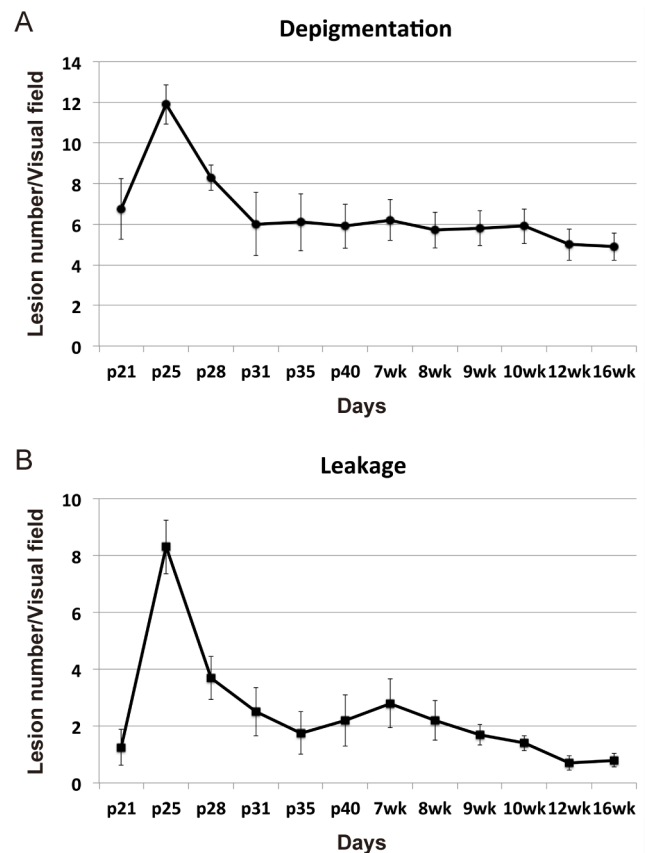 A
Depigmentation
Lesion number/Visual field
14
12
10
8
6
4
2
0
p21 p25 p28 p31 p35 p40 7wk 8wk 9wk 10wk 12wk 16wk
Days
B
Leakage
Lesion number/Visual field
10
8
6
4
2
0
p21 p25 p28 p31 p35 p40 7wk 8wk 9wk 10wk 12wk 16wk
Days